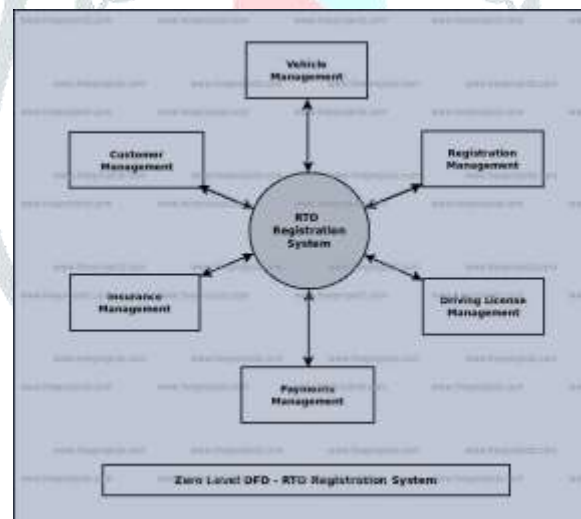 Vehicle
Management
Customer
Management
Registration
Management
RTO
Registration
System
Insurance
Management
Driving License
Management
Payments
Management
Zero Level DFD - RTO Registration System